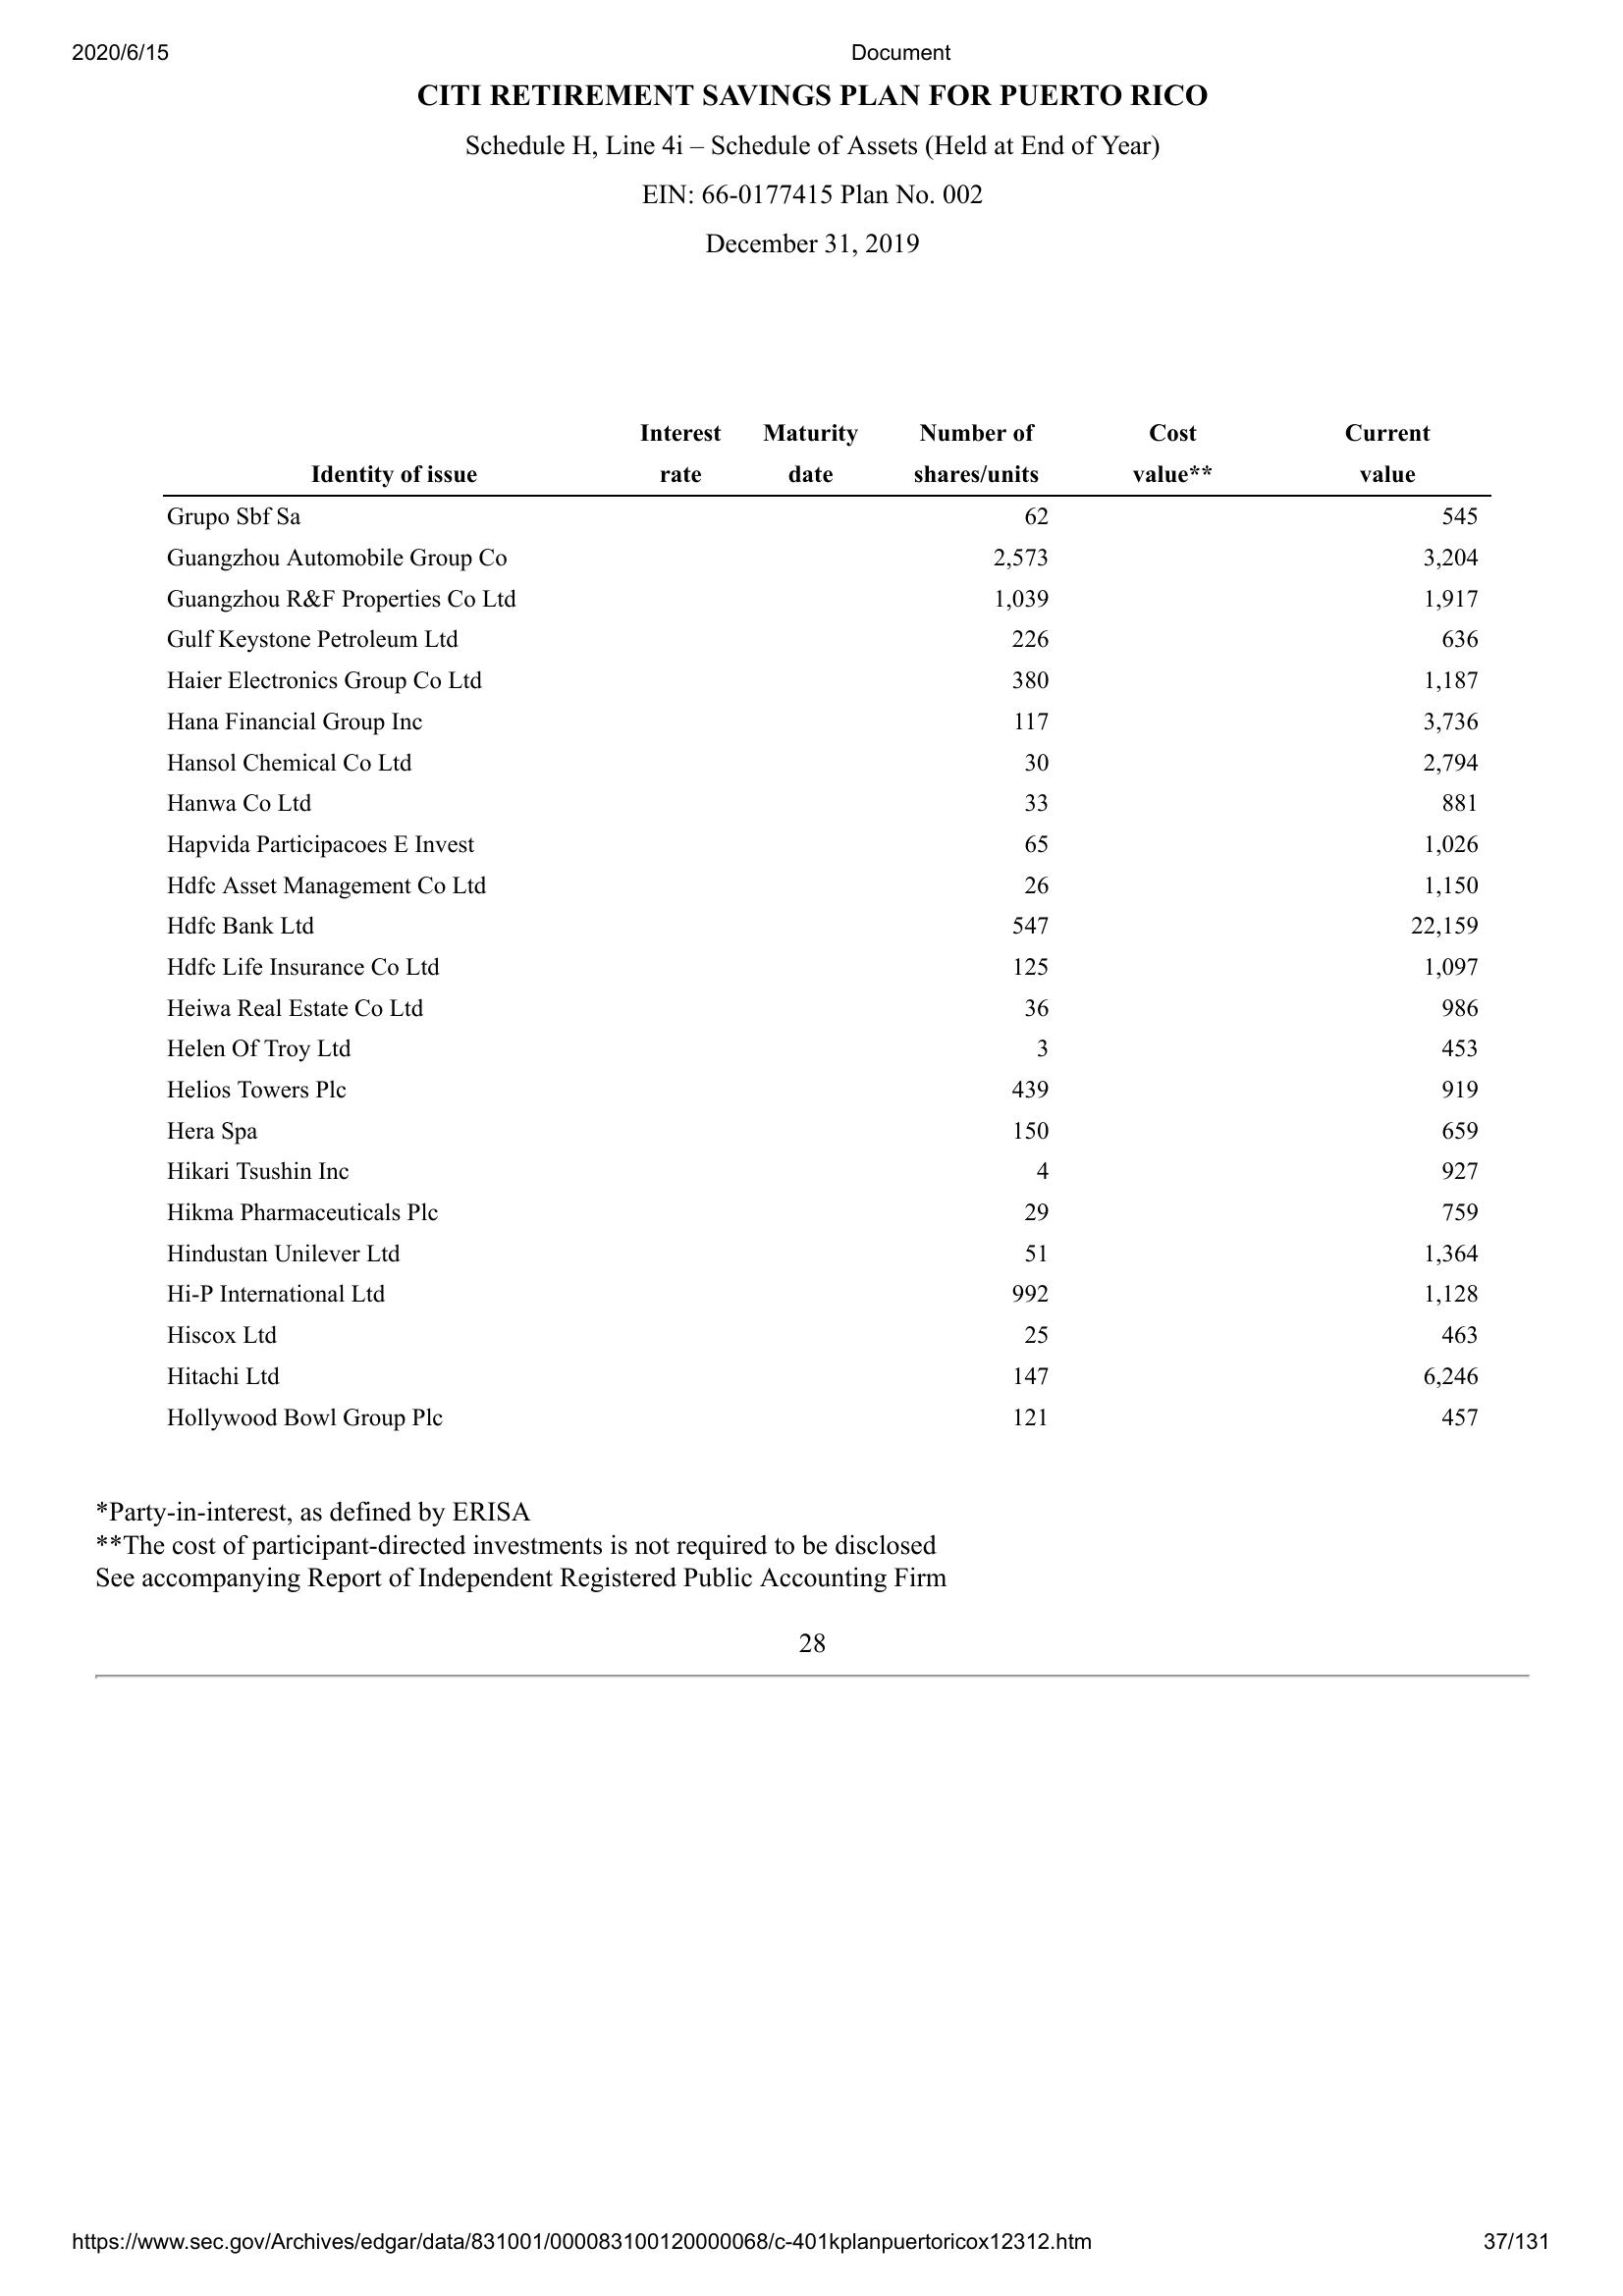 2020/6/15 Document
CITI RETIREMENT SAVINGS PLAN FOR PUERTO RICO
Schedule H, Line 4i – Schedule of Assets (Held at End of Year)
EIN: 66-0177415 Plan No. 002
December 31, 2019
Interest Maturity Number of Cost Current
Identity of issue rate date shares/units value** value
Grupo Sbf Sa 62 545
Guangzhou Automobile Group Co 2,573 3,204
Guangzhou R&F Properties Co Ltd 1,039 1,917
Gulf Keystone Petroleum Ltd 226 636
Haier Electronics Group Co Ltd 380 1,187
Hana Financial Group Inc 117 3,736
Hansol Chemical Co Ltd 30 2,794
Hanwa Co Ltd 33 881
Hapvida Participacoes E Invest 65 1,026
Hdfc Asset Management Co Ltd 26 1,150
Hdfc Bank Ltd 547 22,159
Hdfc Life Insurance Co Ltd 125 1,097
Heiwa Real Estate Co Ltd 36 986
Helen Of Troy Ltd 3 453
Helios Towers Plc 439 919
Hera Spa 150 659
Hikari Tsushin Inc 4 927
Hikma Pharmaceuticals Plc 29 759
Hindustan Unilever Ltd 51 1,364
Hi-P International Ltd 992 1,128
Hiscox Ltd 25 463
Hitachi Ltd 147 6,246
Hollywood Bowl Group Plc 121 457
*Party-in-interest, as defined by ERISA
**The cost of participant-directed investments is not required to be disclosed
See accompanying Report of Independent Registered Public Accounting Firm
28
https://www.sec.gov/Archives/edgar/data/831001/000083100120000068/c-401kplanpuertoricox12312.htm 37/131